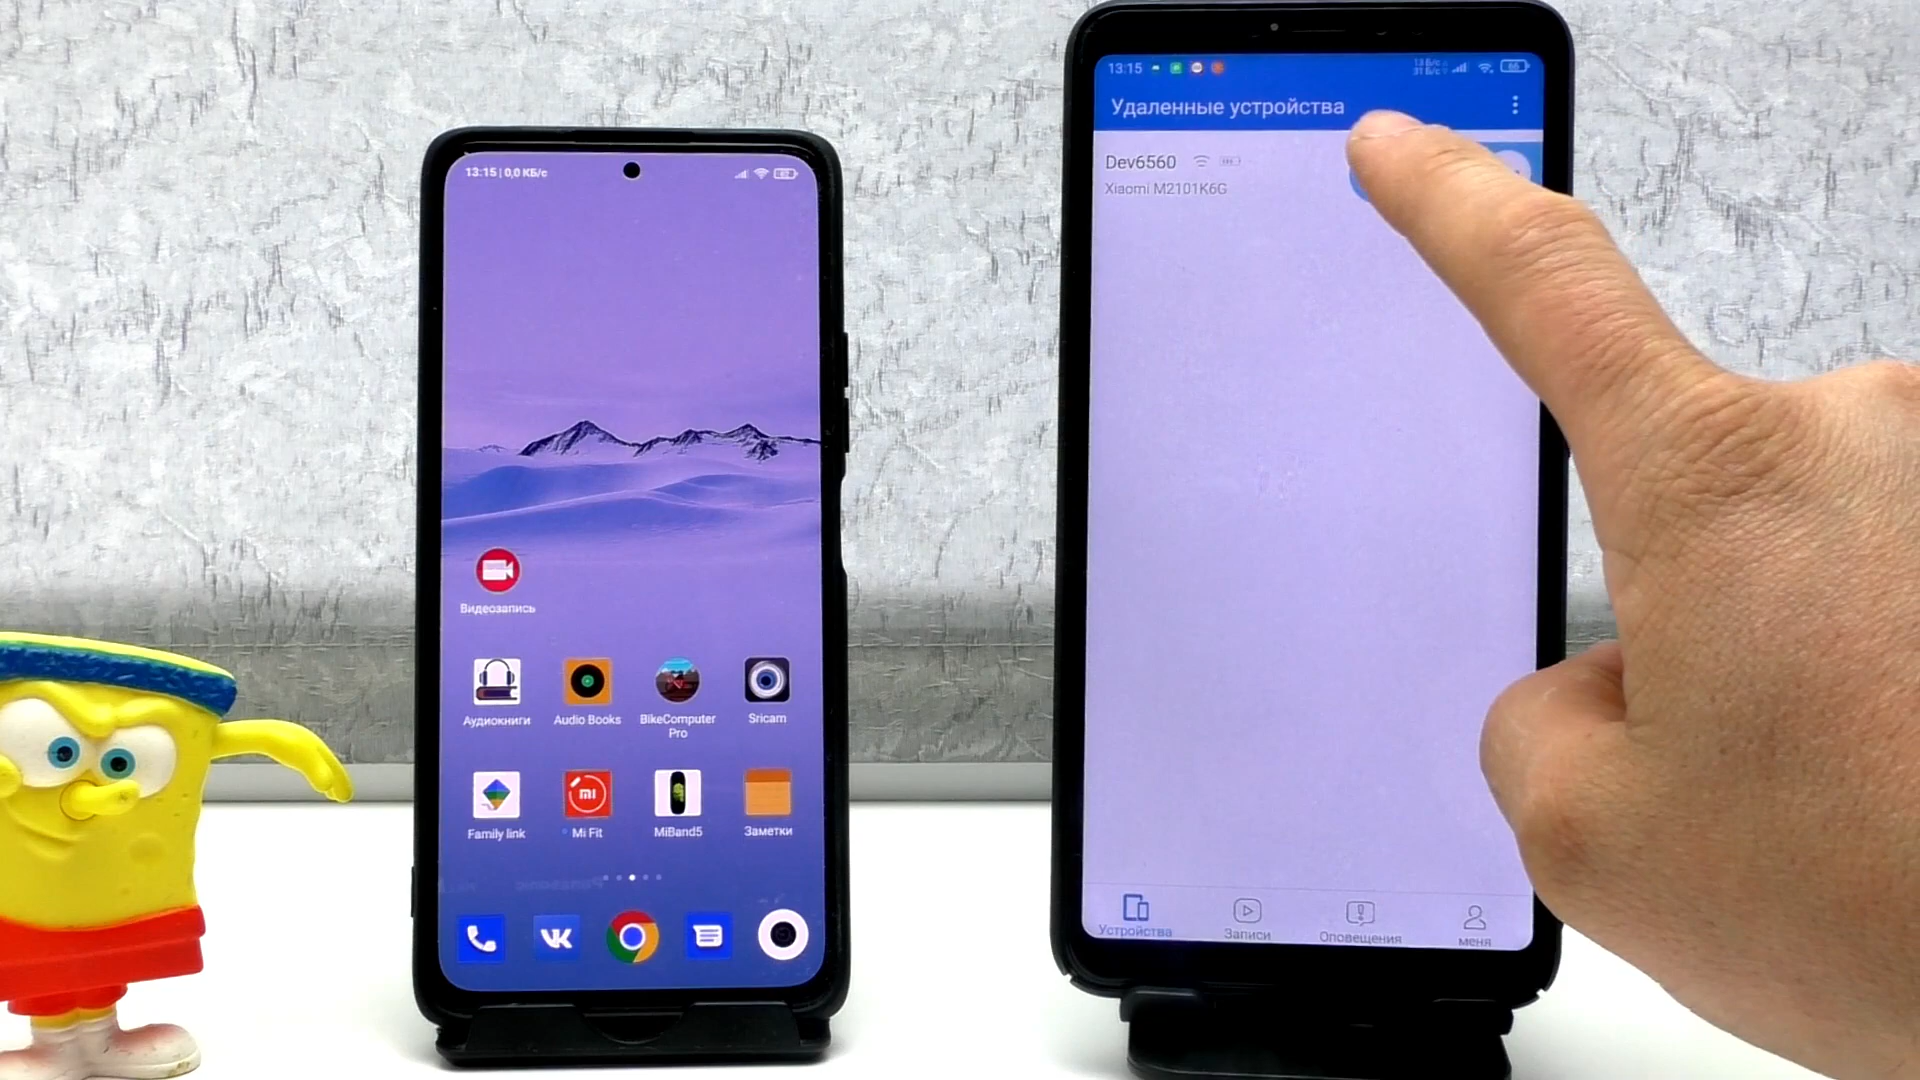 13:15 | 0,0 КБ/с
Видеозапись
Аудиокниги
Audio Books
BikeComputer
Pro
Sricam
Family link
Mi Fit
MiBand5
Заметки
13:15
66
Удаленные устройства
Dev6560
Xiaomi M2101K6G
Устройства
Записи
Оповещения
меня